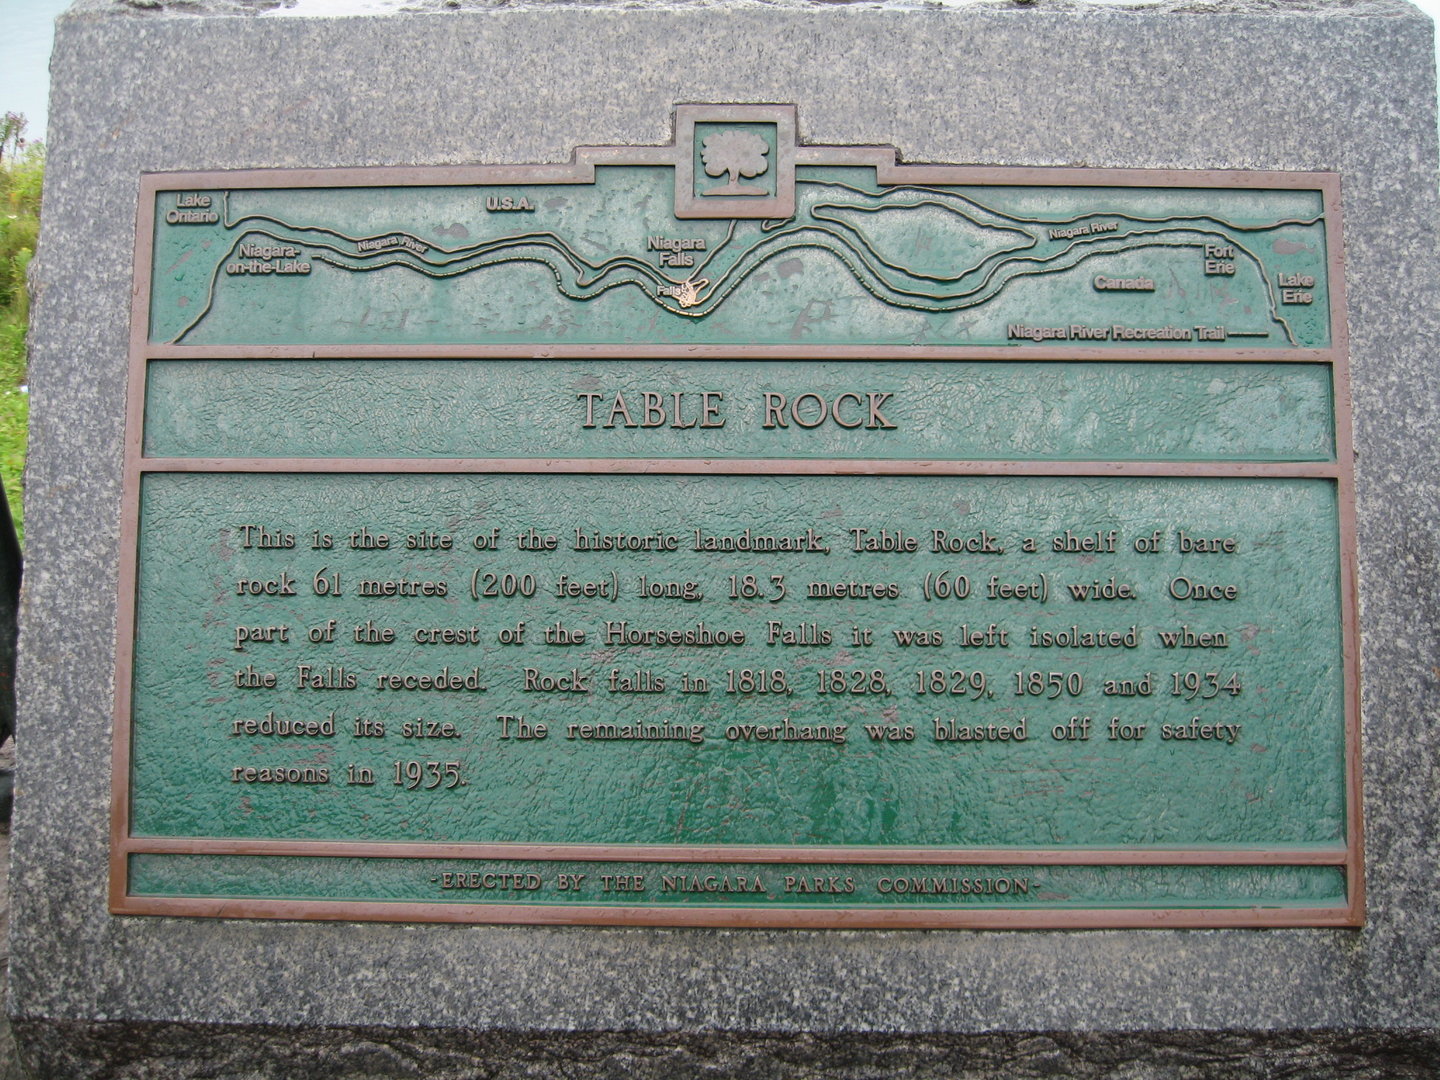 Lake
Ontario
U.S.A.
Niagara River
Niagara-
on-the-Lake
Niagara
Falls
Falls
Niagara River
Fort
Erie
Canada
Lake
Erie
Niagara River Recreation Trail
TABLE ROCK
This is the site of the historic landmark, Table Rock, a shelf of bare
rock 61 metres (200 feet) long, 18.3 metres (60 feet) wide. Once
part of the crest of the Horseshoe Falls it was left isolated when
the Falls receded. Rock falls in 1818, 1828, 1829, 1850 and 1934
reduced its size. The remaining overhang was blasted off for safety
reasons in 1935.
-ERECTED BY THE NIAGARA PARKS COMMISSION-